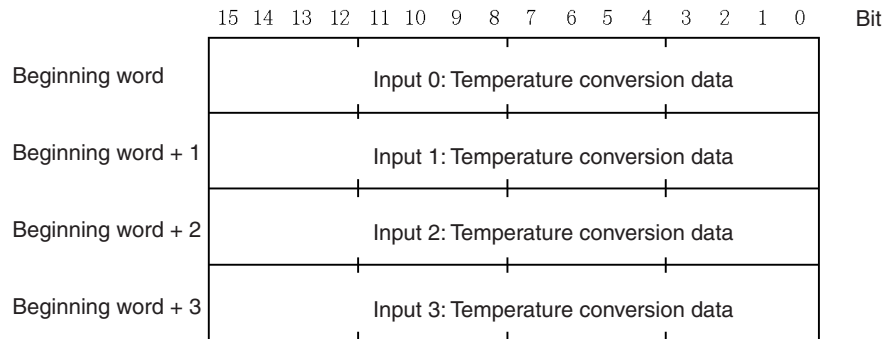 15 14 13 12 11 10 9 8 7 6 5 4 3 2 1 0 Bit
Beginning word Input 0: Temperature conversion data
Beginning word + 1 Input 1: Temperature conversion data
Beginning word + 2 Input 2: Temperature conversion data
Beginning word + 3 Input 3: Temperature conversion data